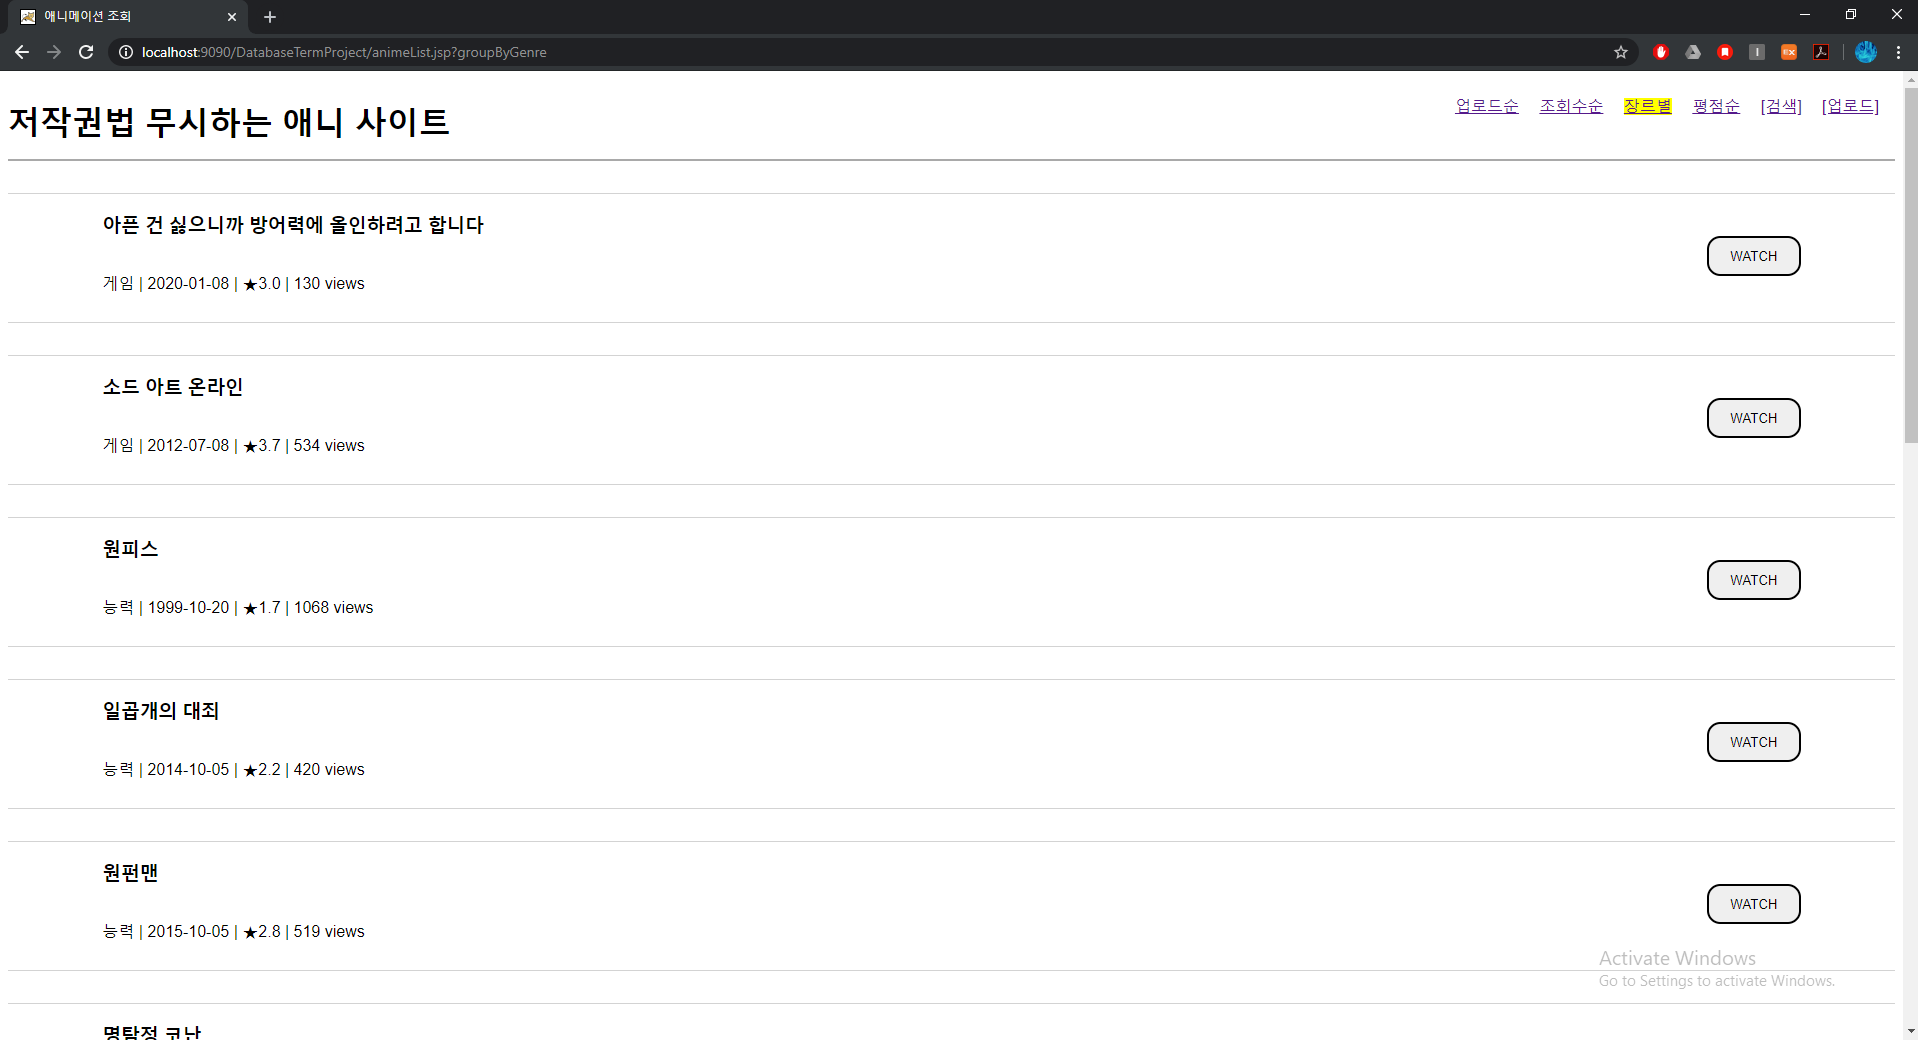 애니메이션 조회
localhost:9090/DatabaseTermProject/animeList.jsp?groupByGenre
저작권법 무시하는 애니 사이트
업로드순 조회수순 장르별 평점순 [검색] [업로드]
아픈 건 싫으니까 방어력에 올인하려고 합니다
게임 | 2020-01-08 | ★3.0 | 130 views
WATCH
소드 아트 온라인
게임 | 2012-07-08 | ★3.7 | 534 views
WATCH
원피스
능력 | 1999-10-20 | ★1.7 | 1068 views
WATCH
일곱개의 대죄
능력 | 2014-10-05 | ★2.2 | 420 views
WATCH
원펀맨
능력 | 2015-10-05 | ★2.8 | 519 views
WATCH
Activate Windows
Go to Settings to activate Windows.
명탐정 코난